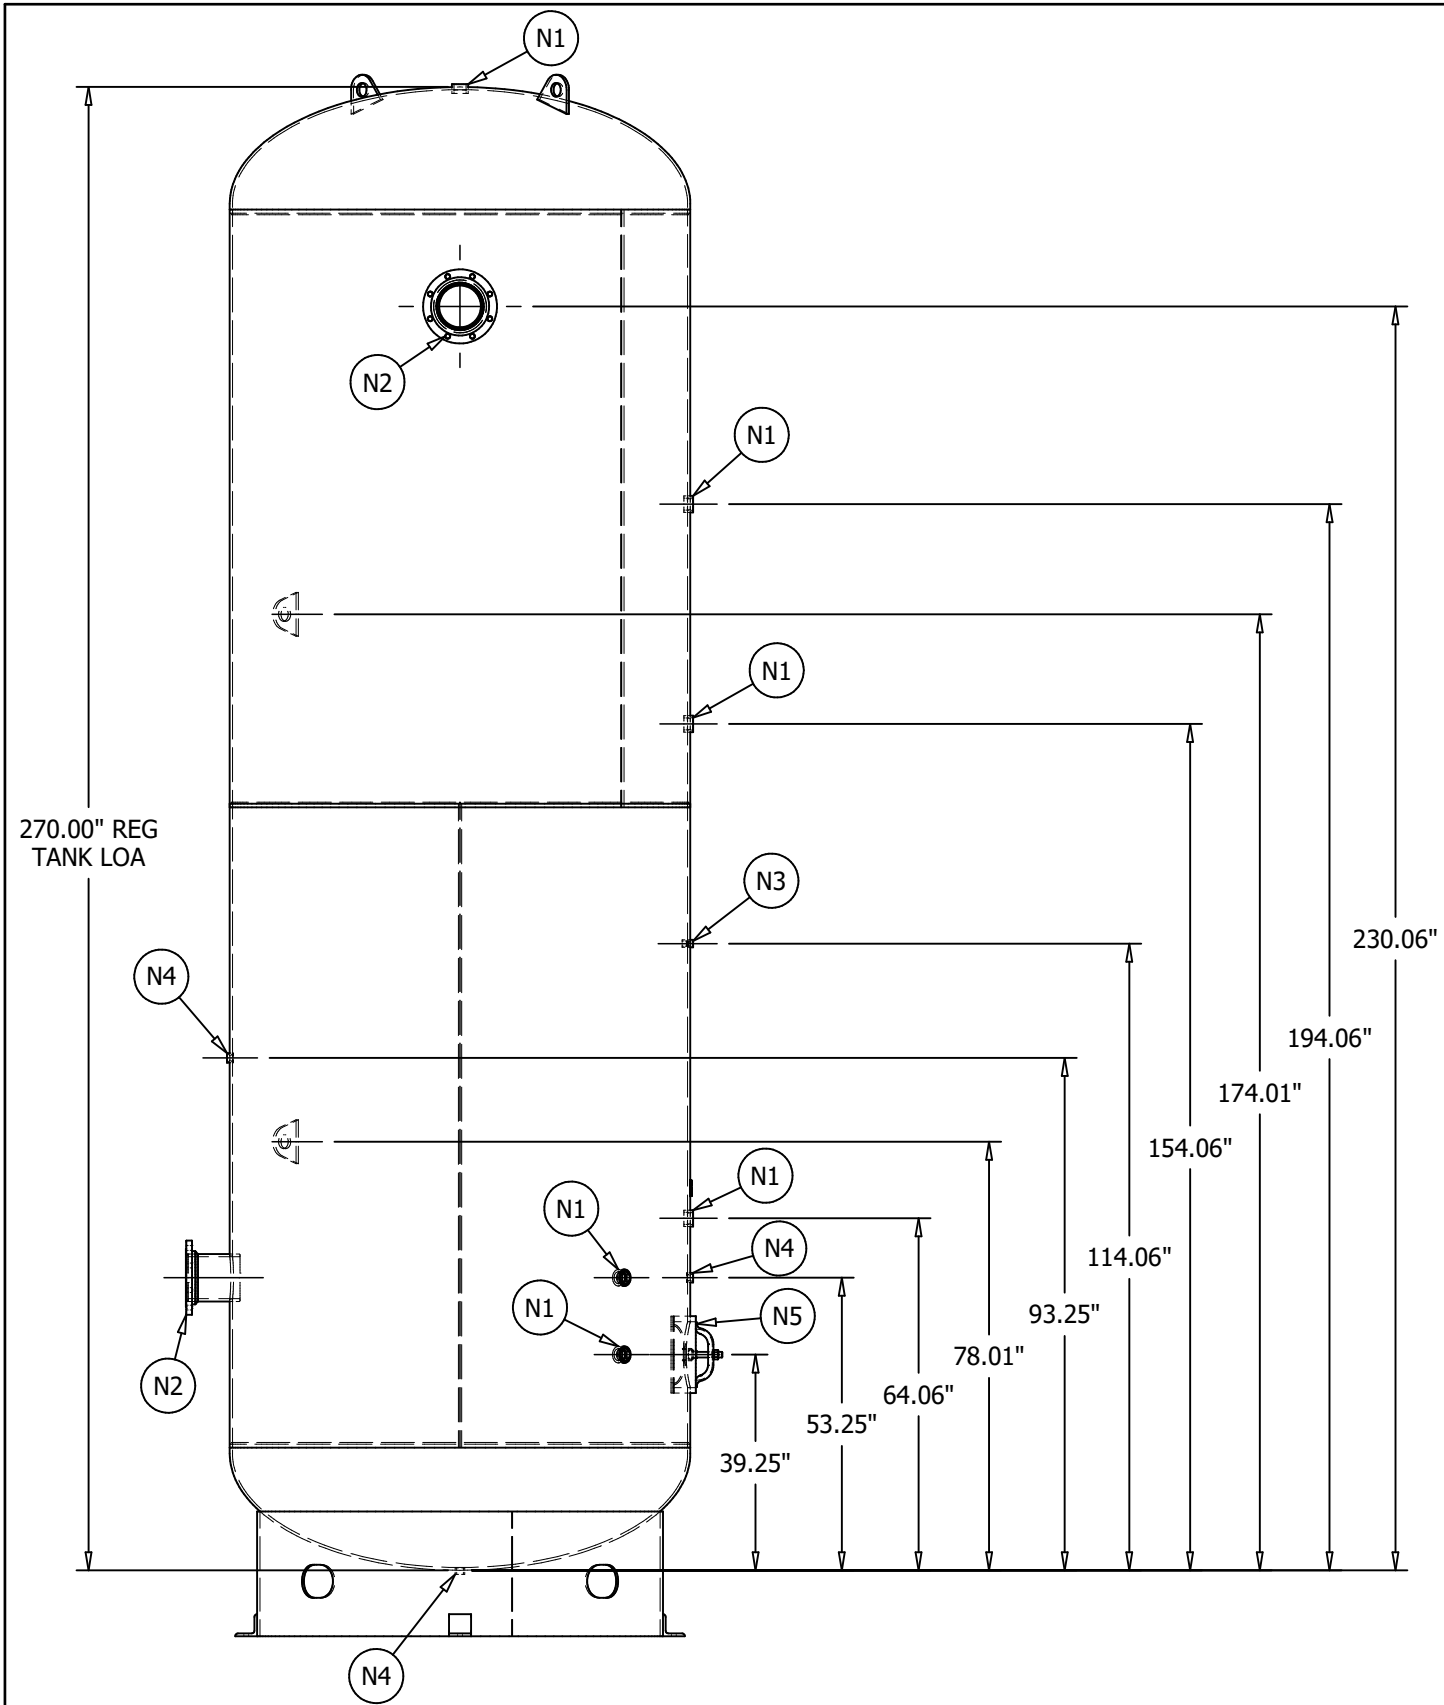 N1
N2
N1
N1
270.00" REG
TANK LOA
N3
230.06"
N4
194.06"
174.01"
154.06"
N1
N1
N4
114.06"
N1
N5
93.25"
78.01"
N2
64.06"
53.25"
39.25"
N4